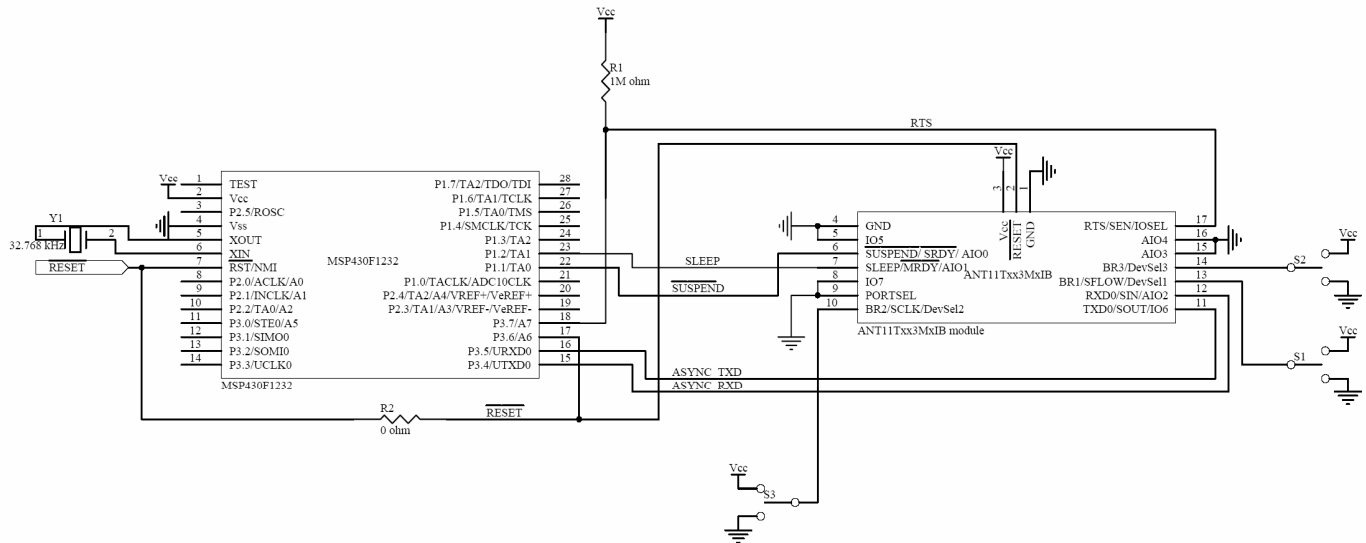 Vcc
R1
1M ohm
RTS
Vcc
3
2
1
Vcc
RESET
GND
Vcc
1 TEST
2 Vcc
3 P2.5/ROSC
4 Vss
5 XOUT
6 XIN
7 RST/NMI
8 P2.0/ACLK/A0
9 P2.1/INCLK/A1
10 P2.2/TA0/A2
11 P3.0/STE0/A5
12 P3.1/SIMO0
13 P3.2/SOMI0
14 P3.3/UCLK0
MSP430F1232
P1.7/TA2/TDO/TDI 28
P1.6/TA1/TCLK 27
P1.5/TA0/TMS 26
P1.4/SMCLK/TCK 25
P1.3/TA2 24
P1.2/TA1 23
P1.1/TA0 22
P1.0/TACLK/ADC10CLK 21
P2.4/TA2/A4/VREF+/VeREF+ 20
P2.3/TA1/A3/VREF-/VeREF- 19
P3.7/A7 18
P3.6/A6 17
P3.5/URXD0 16
P3.4/UTXD0 15
MSP430F1232
Y1
1 2
32.768 kHz
RESET
SLEEP
SUSPEND
4 GND
5 IO5
6 SUSPEND/ SRDY/ AIO0
7 SLEEP/MRDY/AIO1
8 IO7
9 PORTSEL
10 BR2/SCLK/DevSel2
ANT11Txx3MxIB
RTS/SEN/IOSEL 17
AIO4 16
AIO3 15
BR3/DevSel3 14
BR1/SFLOW/DevSel1 13
RXD0/SIN/AIO2 12
TXD0/SOUT/IO6 11
ANT11Txx3MxIB module
Vcc
S2
Vcc
S1
ASYNC TXD
ASYNC RXD
R2
0 ohm
RESET
Vcc
S3